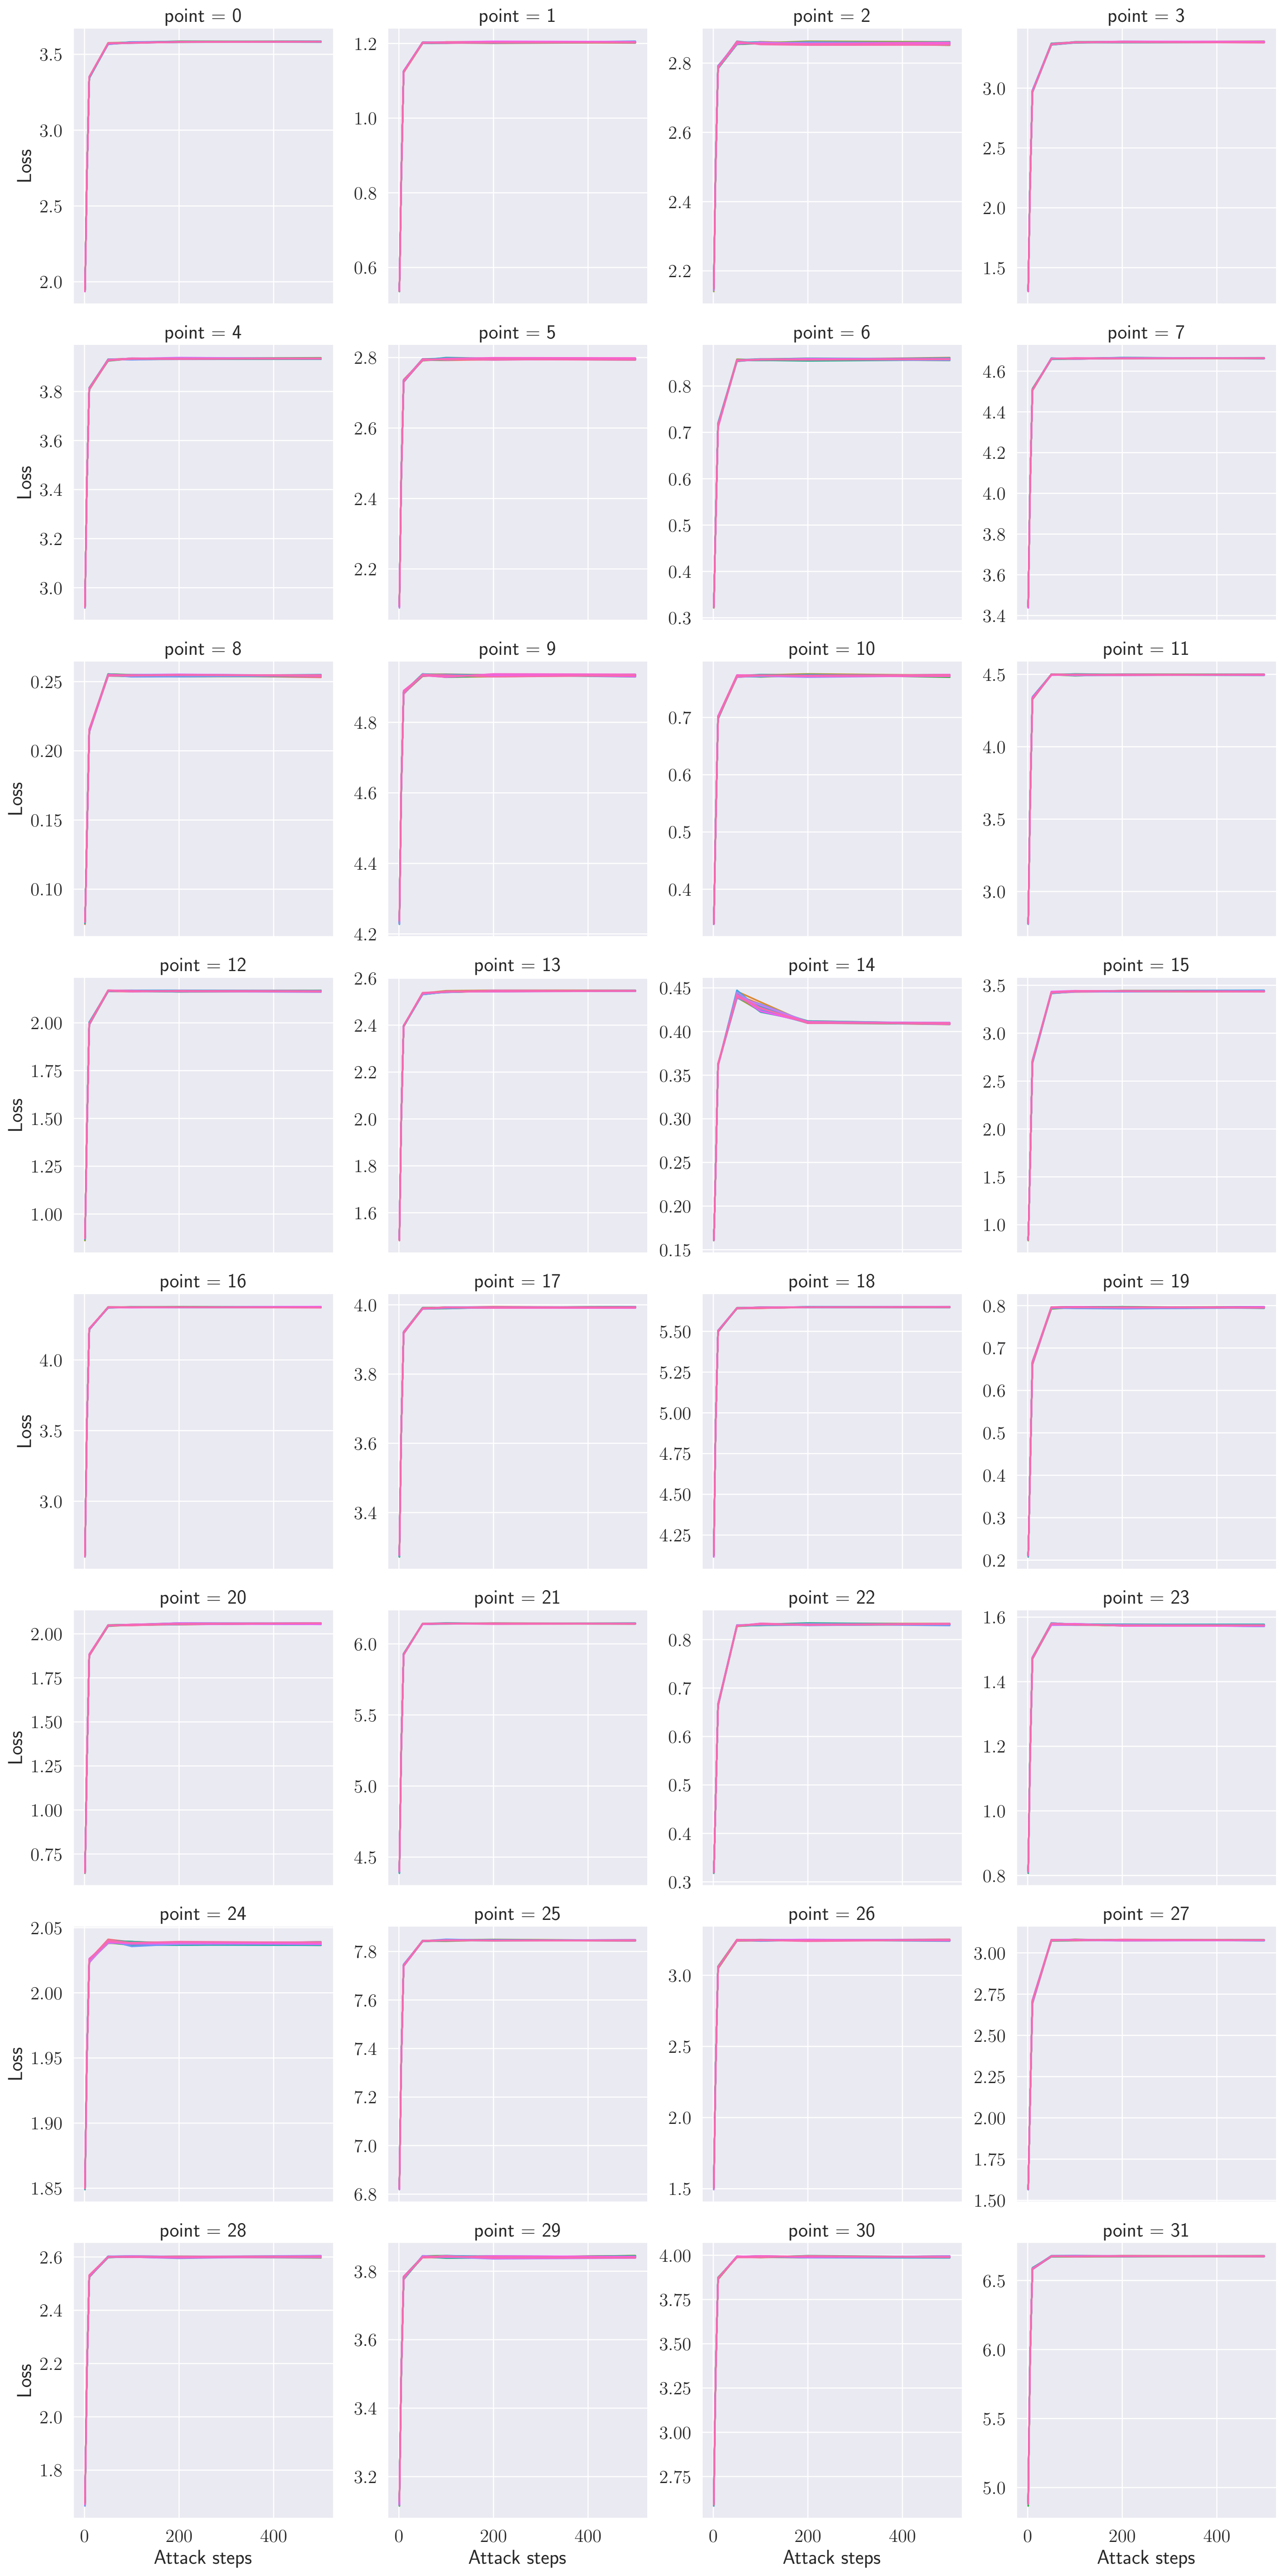 point = 0 point = 1 point = 2 point = 3
3.5 1.2 2.8 3.0
3.0 1.0 2.6 2.5
2.5 0.8 2.4 2.0
2.0 0.6 2.2 1.5
Loss
point = 4 point = 5 point = 6 point = 7
3.8 2.8 0.8 4.6
3.6 2.6 0.7 4.4
3.4 2.4 0.6 4.2
3.2 2.2 0.5 4.0
3.0 0.4 3.8
0.3 3.6
3.4
Loss
point = 8 point = 9 point = 10 point = 11
0.25 4.8 0.7 4.5
0.20 4.6 0.6 4.0
0.15 4.4 0.5 3.5
0.10 4.2 0.4 3.0
Loss
point = 12 point = 13 point = 14 point = 15
2.00 2.6 0.45 3.5
1.75 2.4 0.40 3.0
1.50 2.2 0.35 2.5
1.25 2.0 0.30 2.0
1.00 1.8 0.25 1.5
1.6 0.20 1.0
0.15
Loss
point = 16 point = 17 point = 18 point = 19
4.0 4.0 5.50 0.8
3.5 3.8 5.25 0.7
3.0 3.6 5.00 0.6
3.4 4.75 0.5
4.50 0.4
4.25 0.3
0.2
Loss
point = 20 point = 21 point = 22 point = 23
2.00 6.0 0.8 1.6
1.75 5.5 0.7 1.4
1.50 5.0 0.6 1.2
1.25 4.5 0.5 1.0
1.00 0.4 0.8
0.75 0.3
Loss
point = 24 point = 25 point = 26 point = 27
2.05 7.8 3.0 3.00
2.00 7.6 2.5 2.75
1.95 7.4 2.0 2.50
1.90 7.2 1.5 2.25
1.85 7.0 2.00
6.8 1.75
1.50
Loss
point = 28 point = 29 point = 30 point = 31
2.6 3.8 4.00 6.5
2.4 3.6 3.75 6.0
2.2 3.4 3.50 5.5
2.0 3.2 3.25 5.0
1.8 3.00
2.75
Loss
0 200 400 0 200 400 0 200 400 0 200 400
Attack steps Attack steps Attack steps Attack steps